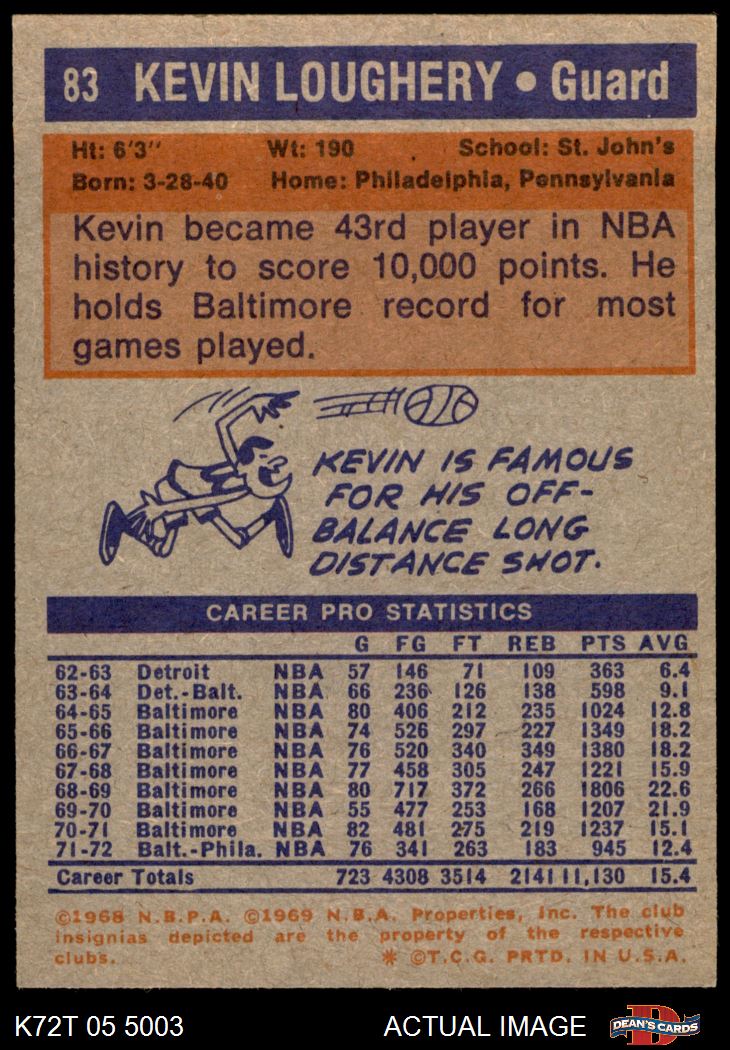 83 KEVIN LOUGHERY • Guard
Ht: 6'3" Wt: 190 School: St. John's
Born: 3-28-40 Home: Philadelphia, Pennsylvania
Kevin became 43rd player in NBA
history to score 10,000 points. He
holds Baltimore record for most
games played.
KEVIN IS FAMOUS
FOR HIS OFF-
BALANCE LONG
DISTANCE SHOT.
CAREER PRO STATISTICS
G FG FT REB PTS AVG
62-63 Detroit NBA 57 146 71 109 363 6.4
63-64 Det.-Balt. NBA 66 236 126 138 598 9.1
64-65 Baltimore NBA 80 406 212 235 1024 12.8
65-66 Baltimore NBA 74 526 297 227 1349 18.2
66-67 Baltimore NBA 76 520 340 349 1380 18.2
67-68 Baltimore NBA 77 458 305 247 1221 15.9
68-69 Baltimore NBA 80 717 372 266 1806 22.6
69-70 Baltimore NBA 55 477 253 168 1207 21.9
70-71 Baltimore NBA 82 481 275 219 1237 15.1
71-72 Balt.-Phila. NBA 76 341 263 183 945 12.4
Career Totals 723 4308 3514 2141 11,130 15.4
©1968 N.B.P.A. ©1969 N.B.A. Properties, Inc. The club
insignias depicted are the property of the respective
clubs. * ©T.C.G. PRTD. IN U.S.A.
K72T 05 5003 ACTUAL IMAGE D DEAN'S CARDS